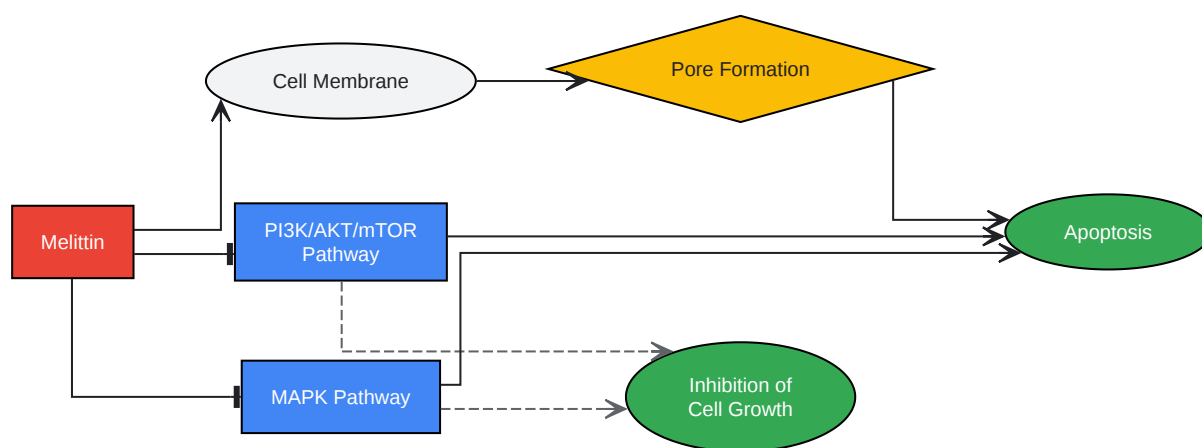 Cell Membrane
Pore Formation
Melittin
PI3K/AKT/mTOR
Pathway
Apoptosis
MAPK Pathway
Inhibition of
Cell Growth